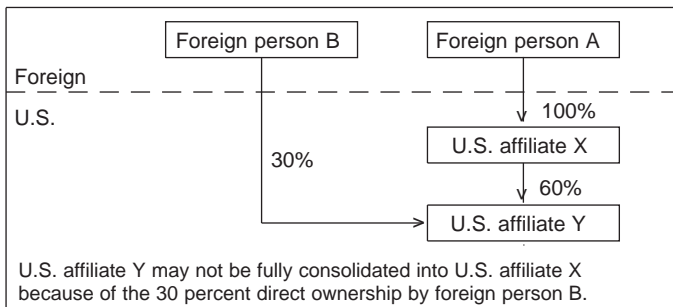 Foreign person B
Foreign person A
Foreign
U.S.
100%
U.S. affiliate X
30%
60%
U.S. affiliate Y
U.S. affiliate Y may not be fully consolidated into U.S. affiliate X
because of the 30 percent direct ownership by foreign person B.